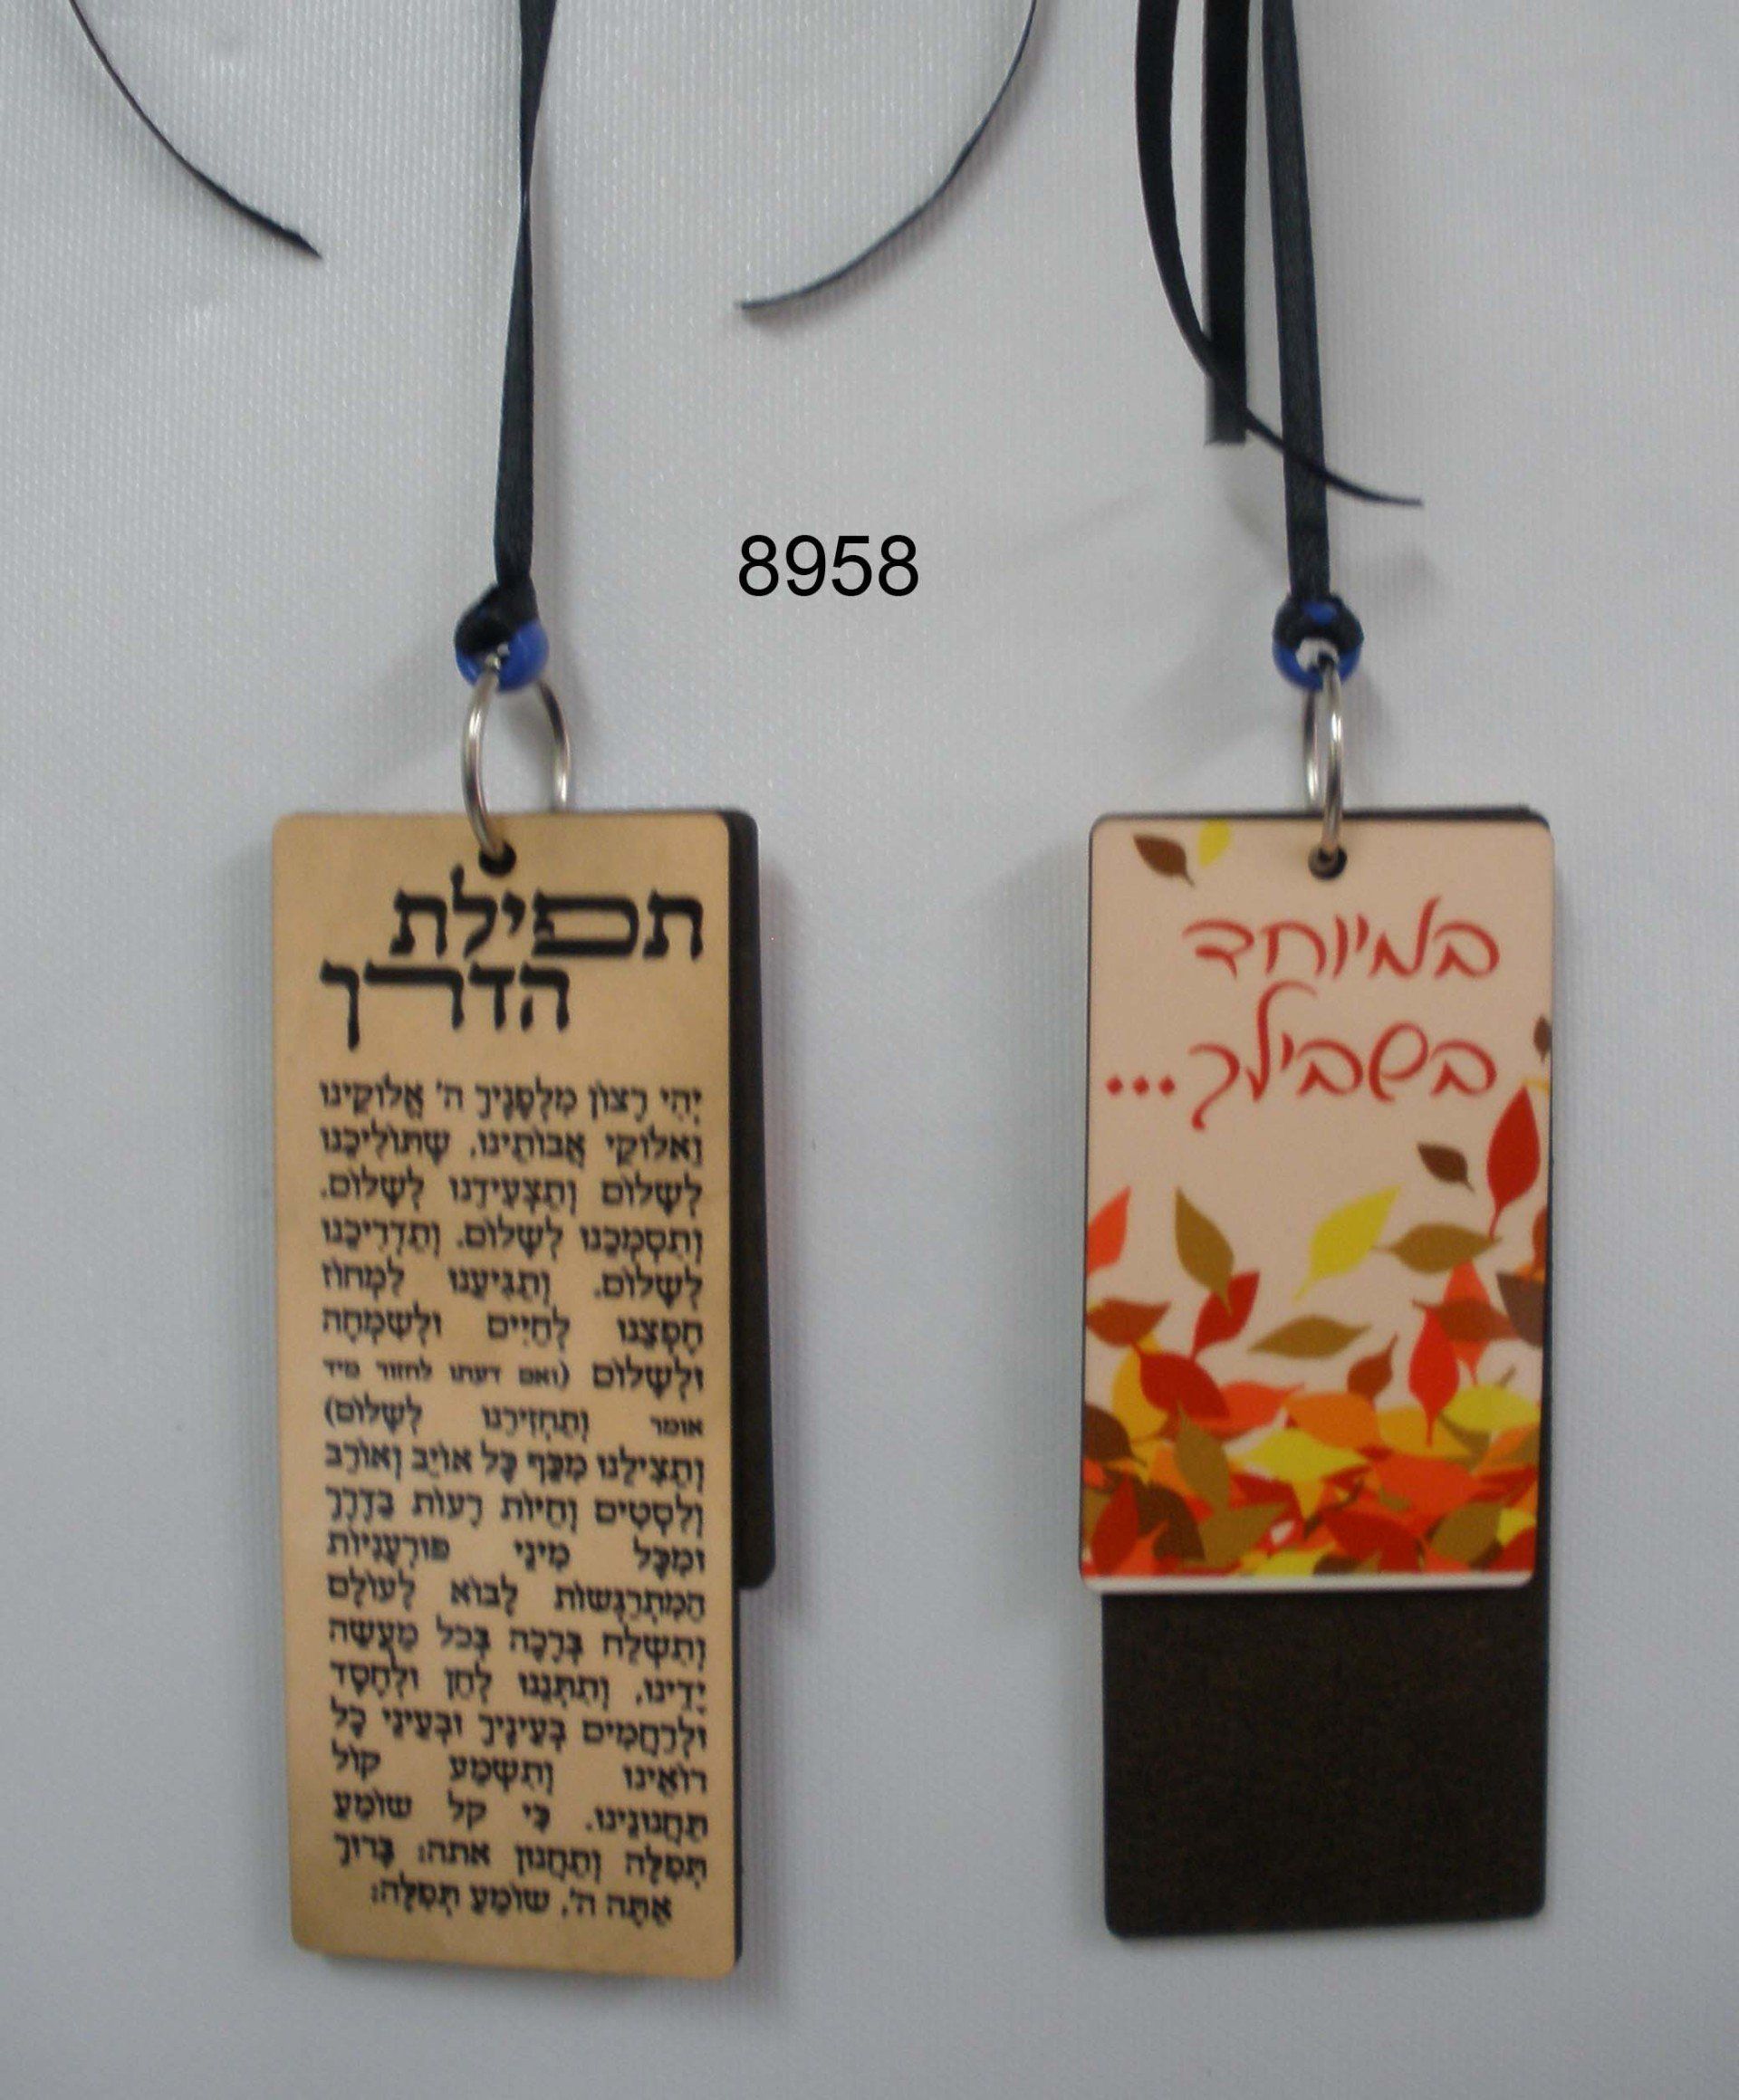 8958
תפילת
הדרך
יְהִי רָצוֹן מִלְּפָנֶיךָ ה' אֱלוֹקֵינוּ
וֵאלוֹקֵי אֲבוֹתֵינוּ, שֶׁתּוֹלִיכֵנוּ
לְשָׁלוֹם וְתַצְעִידֵנוּ לְשָׁלוֹם.
וְתִסְמְכֵנוּ לְשָׁלוֹם. וְתַדְרִיכֵנוּ
לְשָׁלוֹם. וְתַגִּיעֵנוּ לִמְחוֹז
חֶפְצֵנוּ לְחַיִּים וּלְשִׂמְחָה
וּלְשָׁלוֹם (ואם דעתו לחזור מיד
אומר וְתַחְזִירֵנוּ לְשָׁלוֹם)
וְתַצִּילֵנוּ מִכַּף כָּל אוֹיֵב וְאוֹרֵב
וְלִסְטִים וְחַיּוֹת רָעוֹת בַּדֶּרֶךְ
וּמִכָּל מִינֵי פּוּרְעָנִיּוֹת
הַמִּתְרַגְּשׁוֹת לָבוֹא לָעוֹלָם
וְתִשְׁלַח בְּרָכָה בְּכֹל מַעֲשֵׂה
יָדֵינוּ, וְתִתְּנֵנוּ לְחֵן וּלְחֶסֶד
וּלְרַחֲמִים בְּעֵינֶיךָ וּבְעֵינֵי כָל
רוֹאֵינוּ וְתִשְׁמַע קוֹל
תַּחֲנוּנֵינוּ. כִּי קֵל שׁוֹמֵעַ
תְּפִלָּה וְתַחֲנוּן אתה: בָּרוּךְ
אַתָּה ה', שׁוֹמֵעַ תְּפִלָּה:
במיוחד
בשבילך...